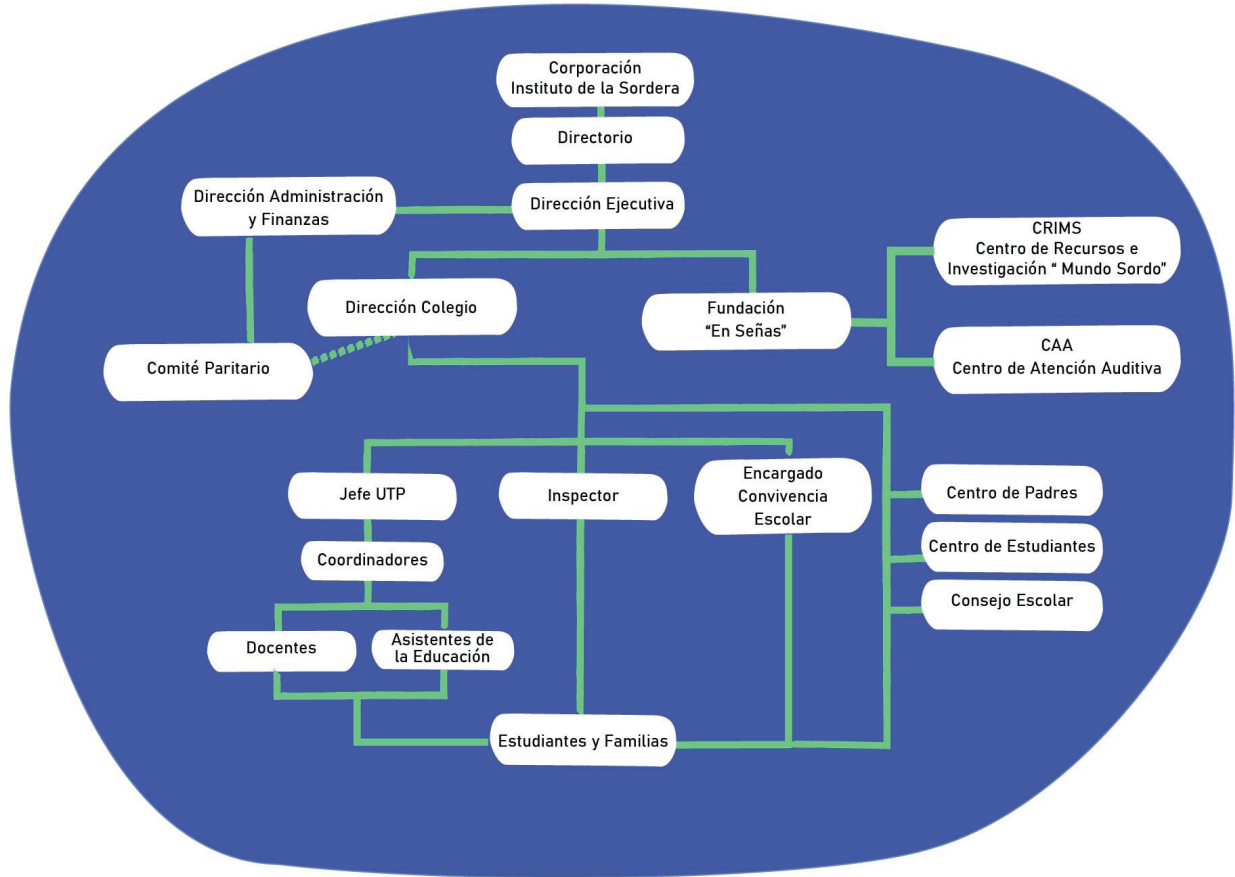 Corporación
Instituto de la Sordera
Directorio
Dirección Administración
y Finanzas
Dirección Ejecutiva
CRIMS
Centro de Recursos e
Investigación “ Mundo Sordo”
Dirección Colegio
Fundación
“En Señas”
Comité Paritario
CAA
Centro de Atención Auditiva
Jefe UTP
Inspector
Encargado
Convivencia
Escolar
Centro de Padres
Centro de Estudiantes
Consejo Escolar
Coordinadores
Docentes
Asistentes de
la Educación
Estudiantes y Familias